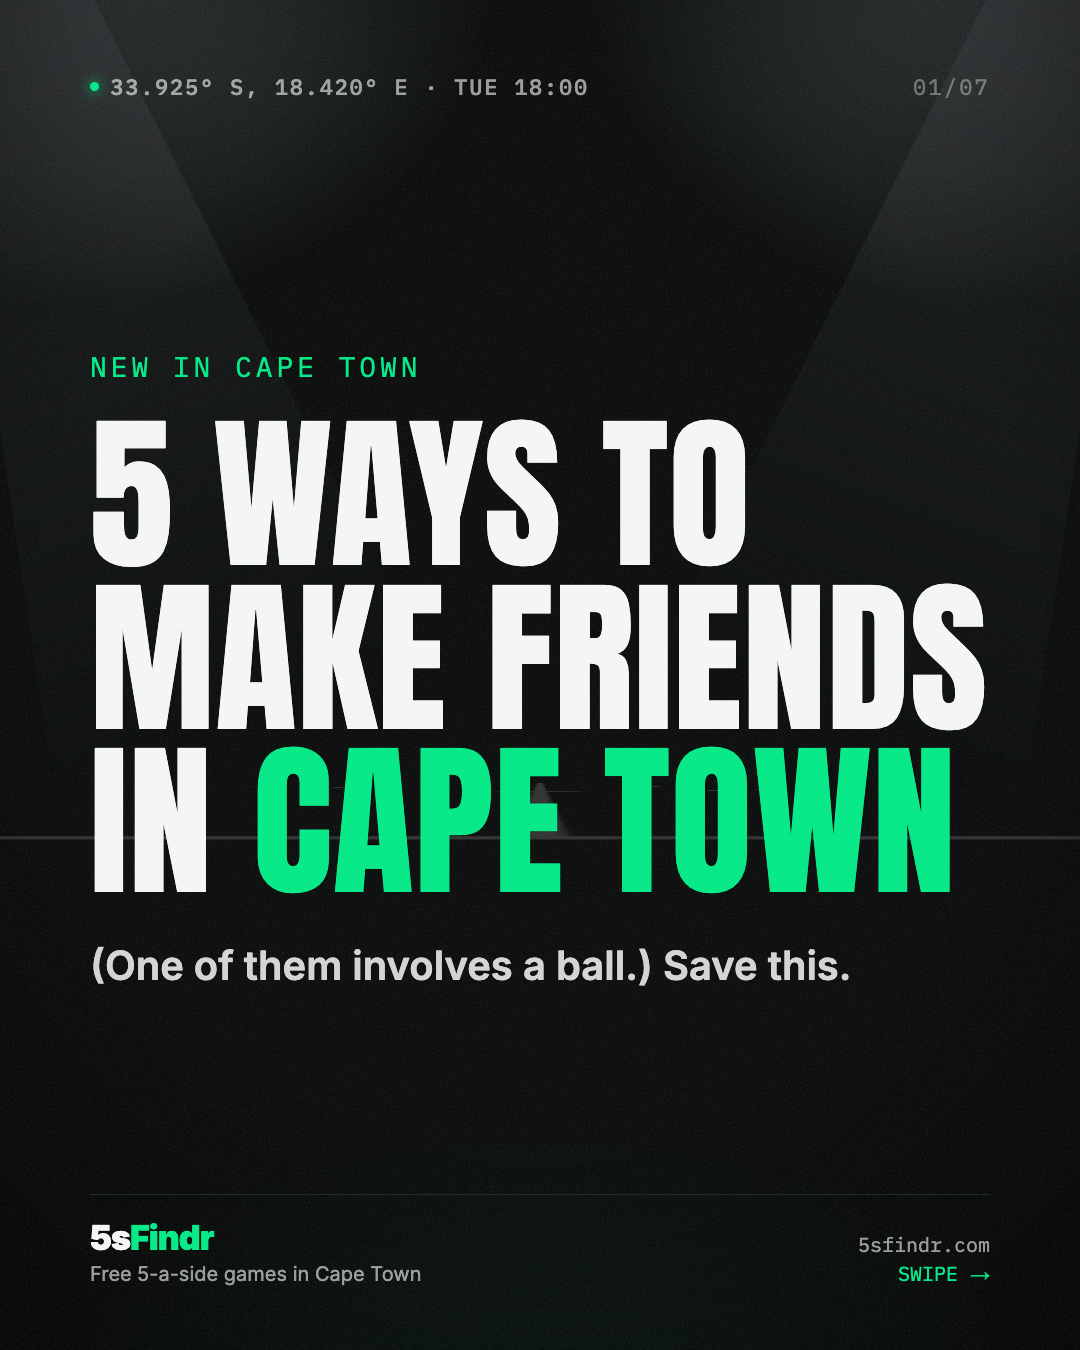 33.925° S, 18.420° E · TUE 18:00
01/07
NEW IN CAPE TOWN
5 WAYS TO
MAKE FRIENDS
IN CAPE TOWN
(One of them involves a ball.) Save this.
5sFindr
Free 5-a-side games in Cape Town
5sfindr.com
SWIPE →